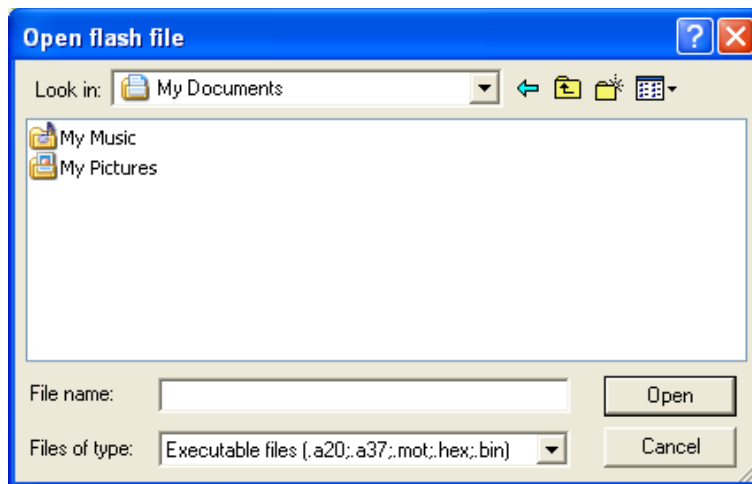 Open flash file
Look in: My Documents
My Music
My Pictures
File name: Open
Files of type: Executable files (.a20;.a37;.mot;.hex;.bin) Cancel